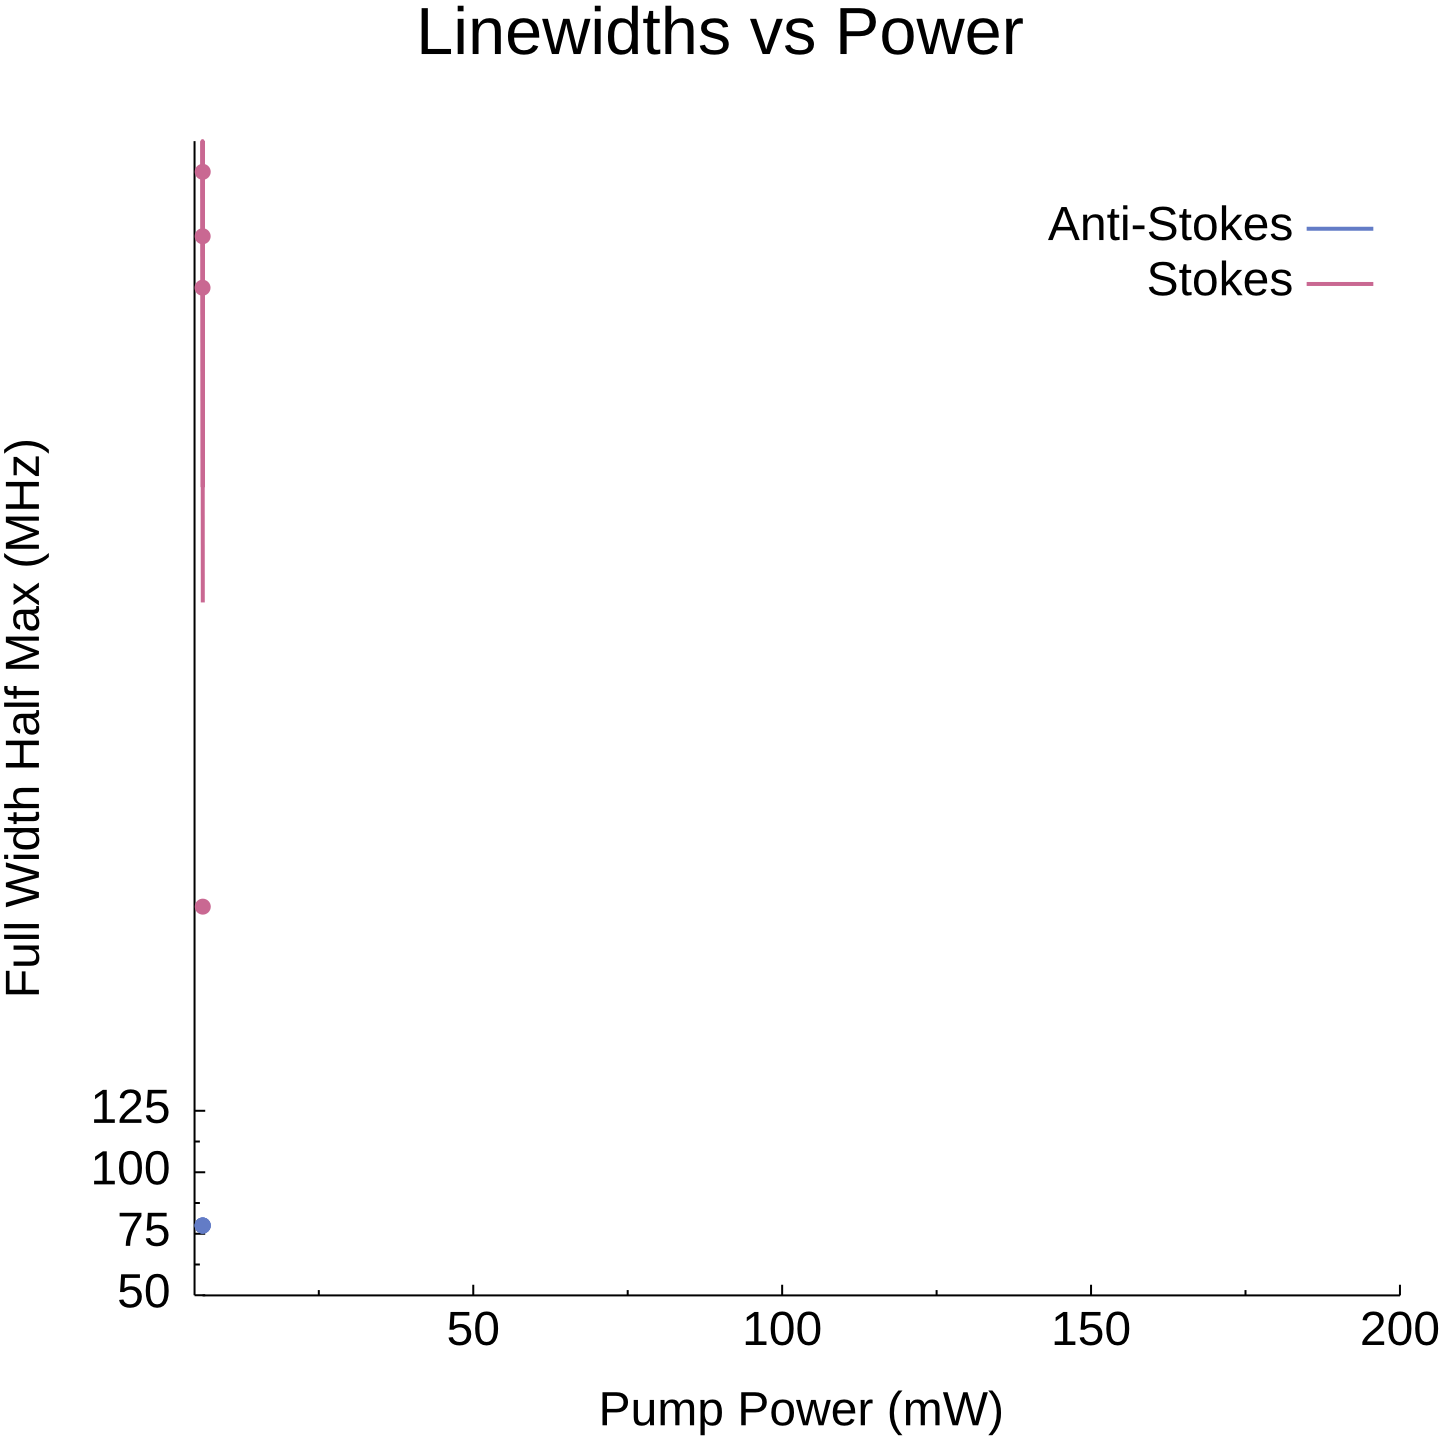 Linewidths vs Power
Anti-Stokes
Stokes
Full Width Half Max (MHz)
125
100
75
50
50 100 150 200
Pump Power (mW)